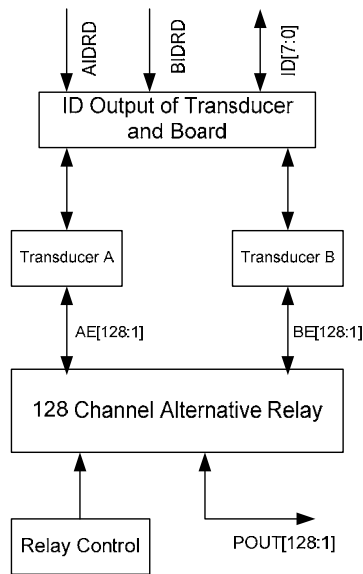 AIDRD
BIDRD
ID[7:0]
ID Output of Transducer
and Board
Transducer A
Transducer B
AE[128:1]
BE[128:1]
128 Channel Alternative Relay
Relay Control
POUT[128:1]